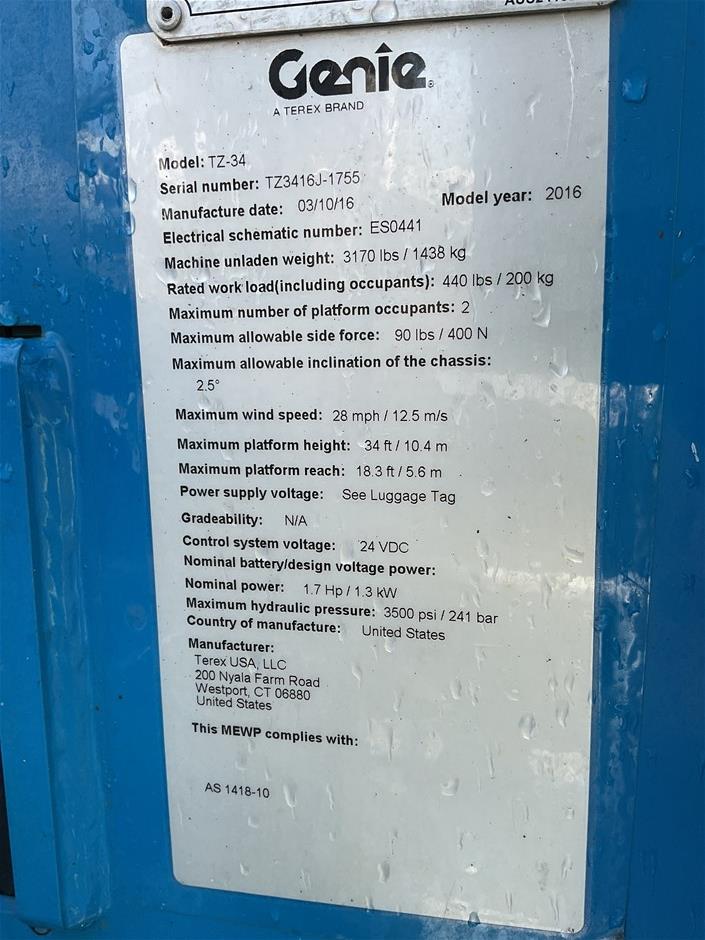 Genie
A TEREX BRAND
Model: TZ-34
Serial number: TZ3416J-1755
Manufacture date: 03/10/16 Model year: 2016
Electrical schematic number: ES0441
Machine unladen weight: 3170 lbs / 1438 kg
Rated work load(including occupants): 440 lbs / 200 kg
Maximum number of platform occupants: 2
Maximum allowable side force: 90 lbs / 400 N
Maximum allowable inclination of the chassis:
2.5°
Maximum wind speed: 28 mph / 12.5 m/s
Maximum platform height: 34 ft / 10.4 m
Maximum platform reach: 18.3 ft / 5.6 m
Power supply voltage: See Luggage Tag
Gradeability: N/A
Control system voltage: 24 VDC
Nominal battery/design voltage power:
Nominal power: 1.7 Hp / 1.3 kW
Maximum hydraulic pressure: 3500 psi / 241 bar
Country of manufacture: United States
Manufacturer:
Terex USA, LLC
200 Nyala Farm Road
Westport, CT 06880
United States
This MEWP complies with:
AS 1418-10